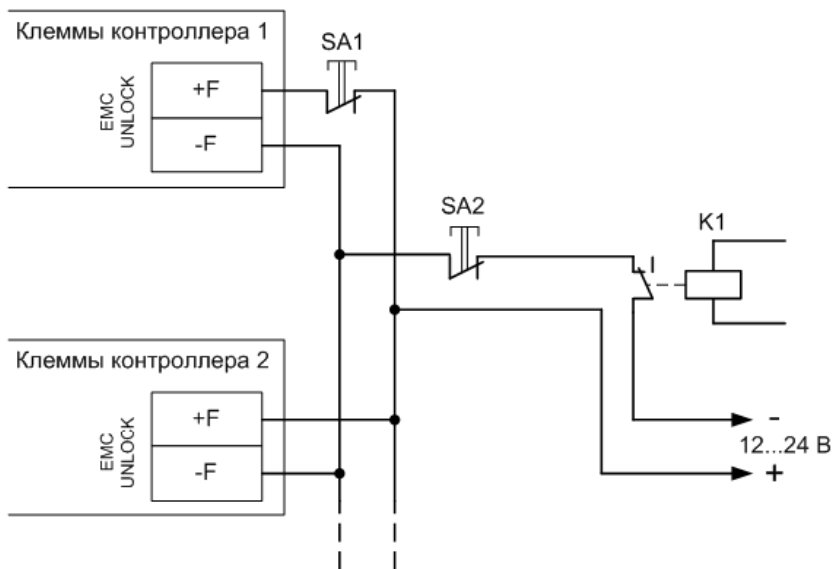 Клеммы контроллера 1
SA1
+F
EMC
UNLOCK
-F
SA2
K1
Клеммы контроллера 2
+F
EMC
UNLOCK
-F
-
12...24 В
+